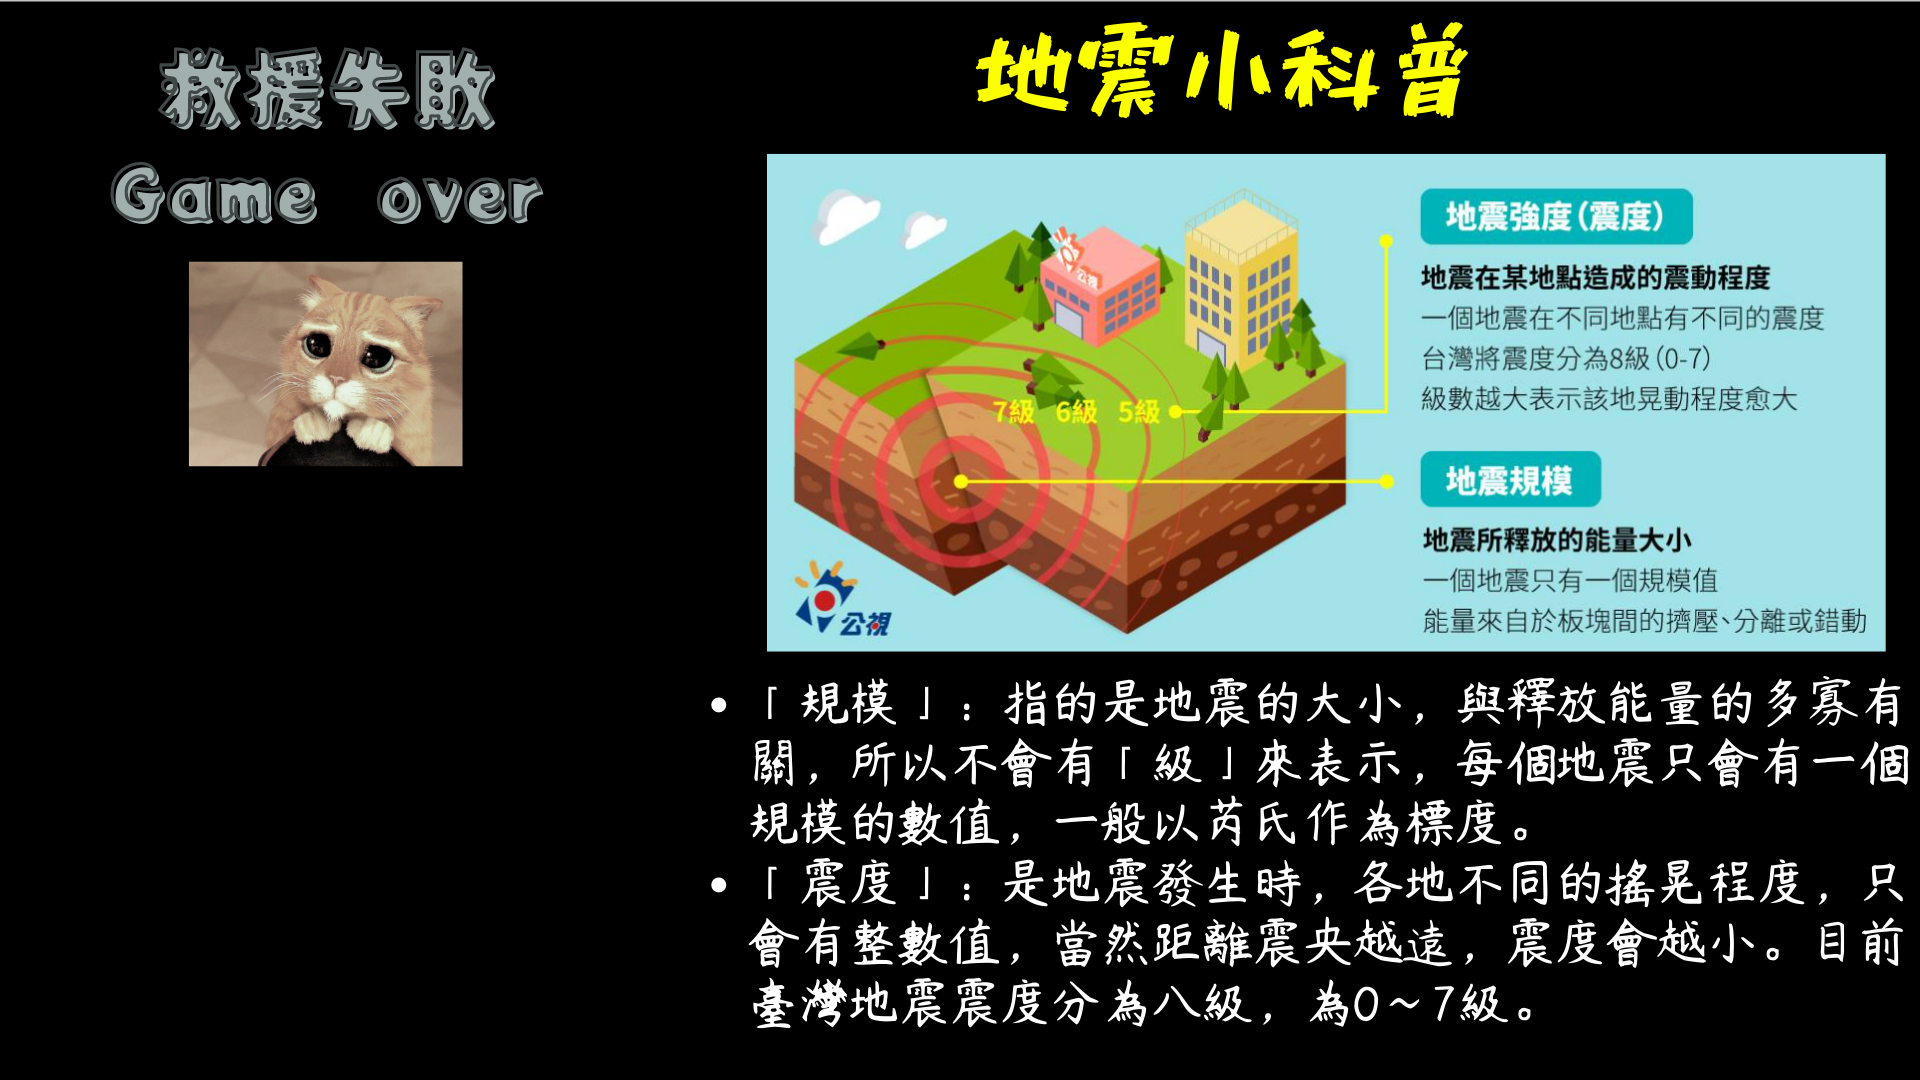 救援失敗
Game over
地震小科普
公視
7級 6級 5級
公視
地震強度(震度)
地震在某地點造成的震動程度
一個地震在不同地點有不同的震度
台灣將震度分為8級(0-7)
級數越大表示該地晃動程度愈大
地震規模
地震所釋放的能量大小
一個地震只有一個規模值
能量來自於板塊間的擠壓、分離或錯動
• 「規模」:指的是地震的大小,與釋放能量的多寡有
關,所以不會有「級」來表示,每個地震只會有一個
規模的數值,一般以芮氏作為標度。
• 「震度」:是地震發生時,各地不同的搖晃程度,只
會有整數值,當然距離震央越遠,震度會越小。目前
臺灣地震震度分為八級,為0~7級。